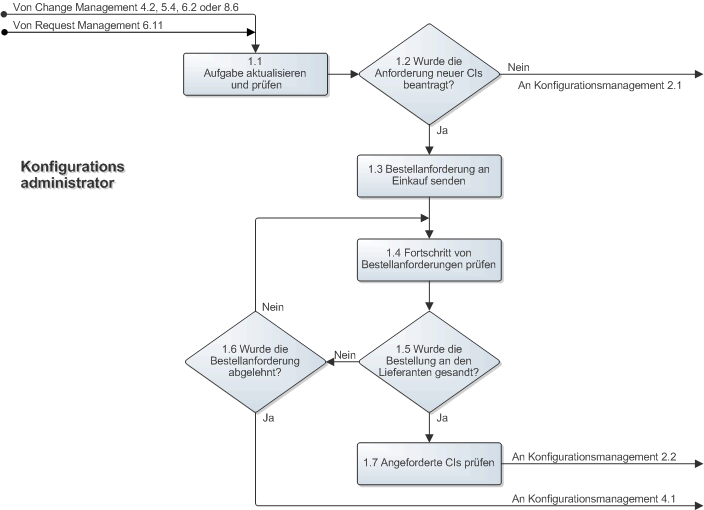 Von Change Management 4.2, 5.4, 6.2 oder 8.6
Von Request Management 6.11
1.1
Aufgabe aktualisieren
und prüfen
1.2 Wurde die
Anforderung neuer CIs
beantragt?
Nein
An Konfigurationsmanagement 2.1
Ja
Konfigurations
administrator
1.3 Bestellanforderung an
Einkauf senden
1.4 Fortschritt von
Bestellanforderungen prüfen
Nein
1.6 Wurde die
Bestellanforderung
abgelehnt?
Nein
1.5 Wurde die
Bestellung an den
Lieferanten gesandt?
Ja
Ja
1.7 Angeforderte CIs prüfen
An Konfigurationsmanagement 2.2
An Konfigurationsmanagement 4.1